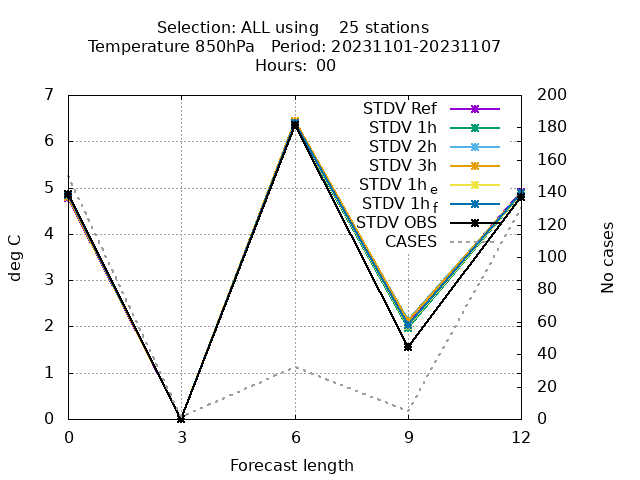 Selection: ALL using    25 stations
Temperature 850hPa   Period: 20231101-20231107
Hours: 00
7
6
5
4
3
2
1
0
200
180
160
140
120
100
80
60
40
20
0
deg C
No cases
STDV Ref
STDV 1h
STDV 2h
STDV 3h
STDV 1h e
STDV 1h f
STDV OBS
CASES
0 3 6 9 12
Forecast length